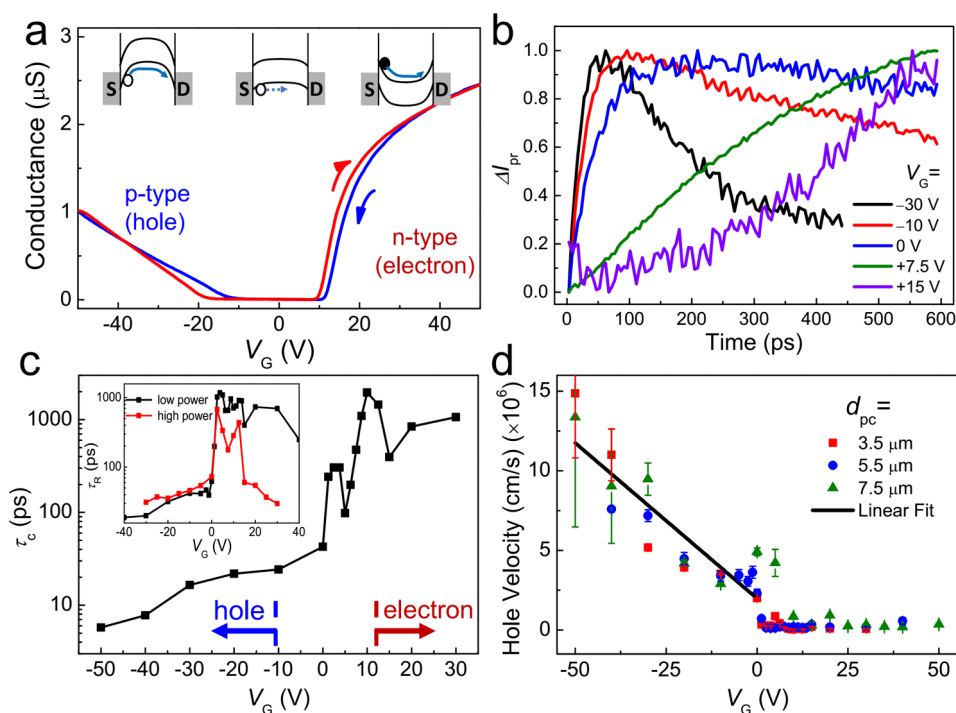 a
Conductance (μS)
3
2
1
0
S
D
S
D
S
D
p-type
(hole)
n-type
(electron)
-40
-20
0
20
40
V_G (V)
b
ΔI_pr
1.0
0.8
0.6
0.4
0.2
0.0
V_G=
−30 V
−10 V
0 V
+7.5 V
+15 V
0
100
200
300
400
500
600
Time (ps)
c
τ_c (ps)
1000
100
10
τ_R (ps)
1000
100
low power
high power
-40
-20
0
20
40
V_G (V)
hole
electron
-50
-40
-30
-20
-10
0
10
20
30
V_G (V)
d
Hole Velocity (cm/s) (×10⁶)
15
10
5
0
d_pc=
3.5 μm
5.5 μm
7.5 μm
Linear Fit
-50
-25
0
25
50
V_G (V)